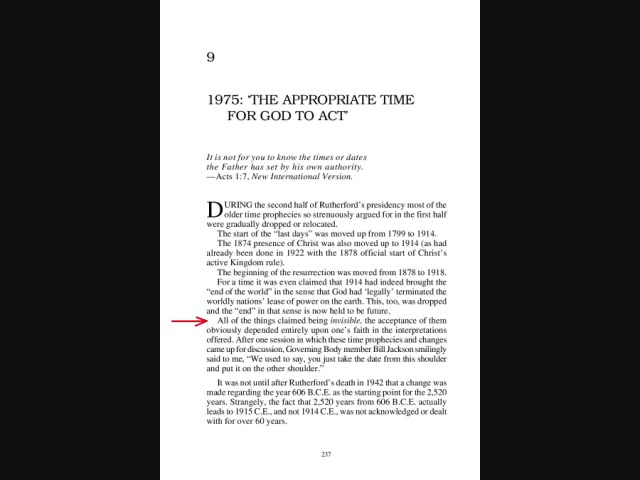 9
1975: ‘THE APPROPRIATE TIME
FOR GOD TO ACT’
It is not for you to know the times or dates
the Father has set by his own authority.
—Acts 1:7, New International Version.
DURING the second half of Rutherford’s presidency most of the
older time prophecies so strenuously argued for in the first half
were gradually dropped or relocated.
The start of the “last days” was moved up from 1799 to 1914.
The 1874 presence of Christ was also moved up to 1914 (as had
already been done in 1922 with the 1878 official start of Christ’s
active Kingdom rule).
The beginning of the resurrection was moved from 1878 to 1918.
For a time it was even claimed that 1914 had indeed brought the
“end of the world” in the sense that God had ‘legally’ terminated the
worldly nations’ lease of power on the earth. This, too, was dropped
and the “end” in that sense is now held to be future.
All of the things claimed being invisible, the acceptance of them
obviously depended entirely upon one’s faith in the interpretations
offered. After one session in which these time prophecies and changes
came up for discussion, Governing Body member Bill Jackson smilingly
said to me, “We used to say, you just take the date from this shoulder
and put it on the other shoulder.”
It was not until after Rutherford’s death in 1942 that a change was
made regarding the year 606 B.C.E. as the starting point for the 2,520
years. Strangely, the fact that 2,520 years from 606 B.C.E. actually
leads to 1915 C.E., and not 1914 C.E., was not acknowledged or dealt
with for over 60 years.
237